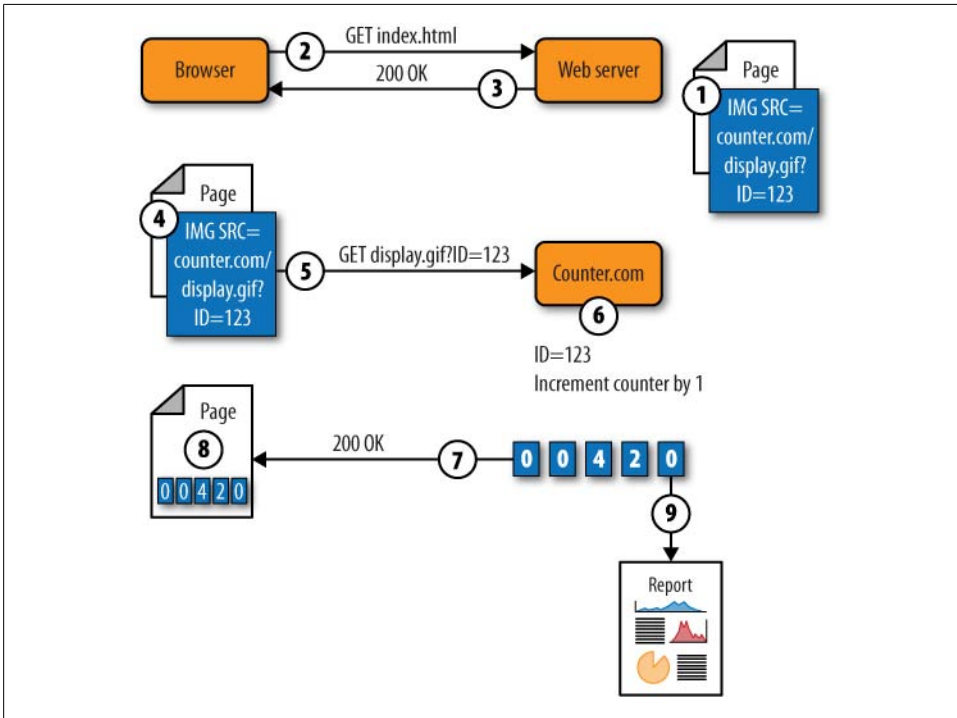 GET index.html
Browser
2
Web server
200 OK
3
Page
1
IMG SRC=
counter.com/
display.gif?
ID=123
Page
4
IMG SRC=
counter.com/
display.gif?
ID=123
GET display.gif?ID=123
5
Counter.com
6
ID=123
Increment counter by 1
Page
8
0 0 4 2 0
200 OK
7
0 0 4 2 0
9
Report